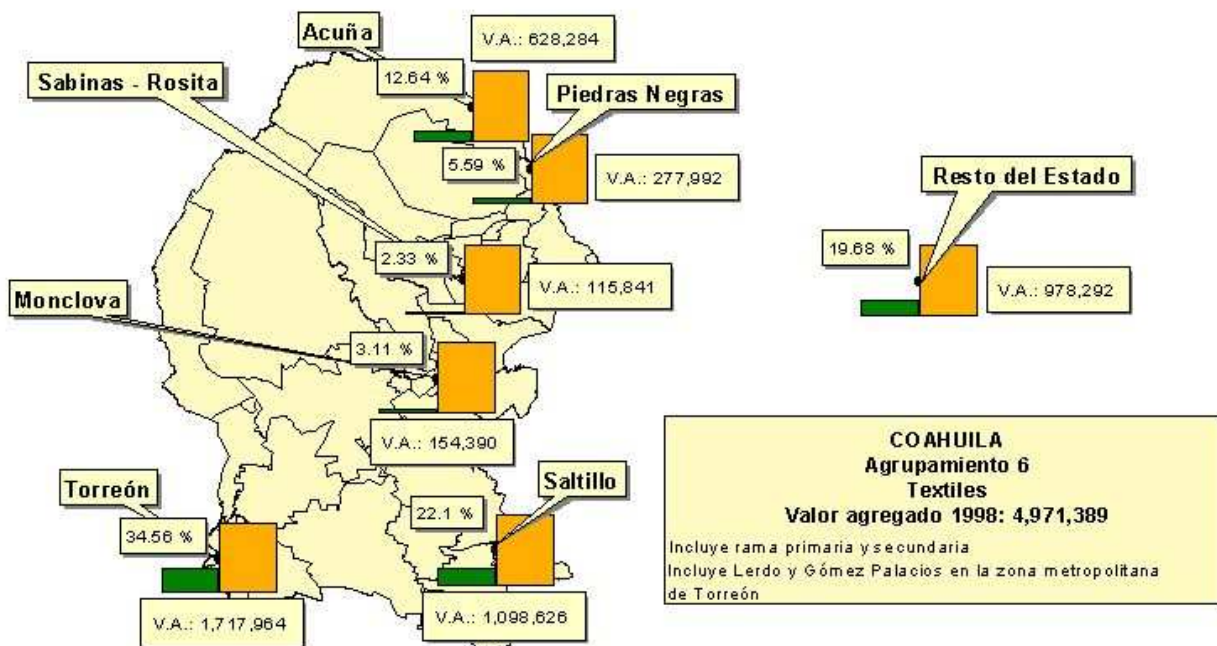 Acuña
V.A.: 628,284
12.64 %
Sabinas - Rosita
Piedras Negras
5.59 %
V.A.: 277,992
Resto del Estado
19.68 %
V.A.: 978,292
2.33 %
V.A.: 115,841
Monclova
3.11 %
V.A.: 154,390
Torreón
34.56 %
V.A.: 1,717,964
Saltillo
22.1 %
V.A.: 1,098,626
COAHUILA
Agrupamiento 6
Textiles
Valor agregado 1998: 4,971,389
Incluye rama primaria y secundaria
Incluye Lerdo y Gómez Palacios en la zona metropolitana
de Torreón